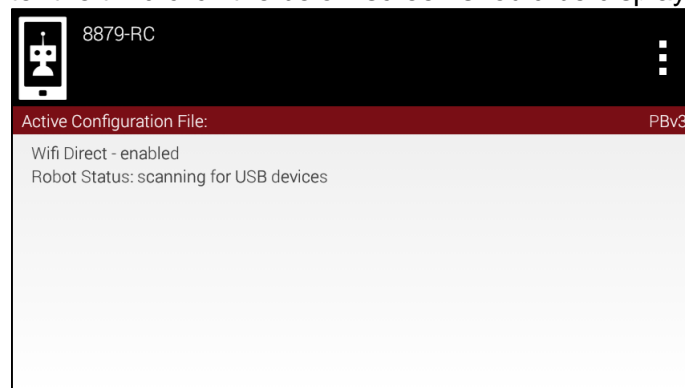 8879-RC
Active Configuration File: PBv3
Wifi Direct - enabled
Robot Status: scanning for USB devices